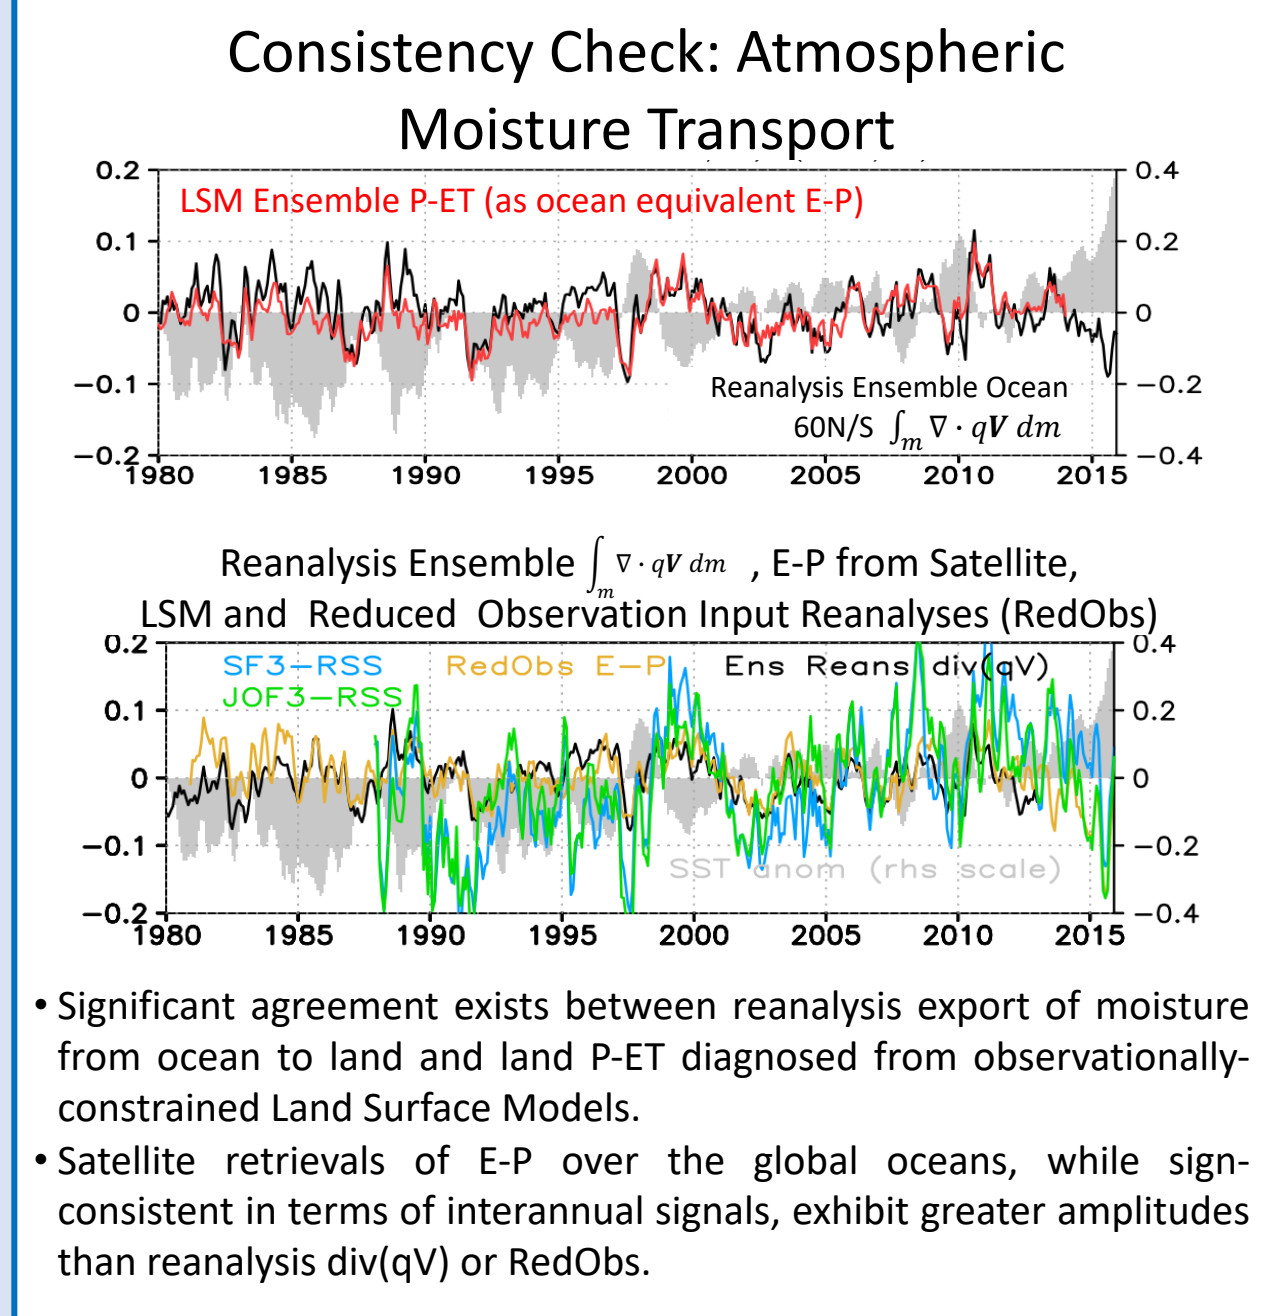 Consistency Check: Atmospheric
Moisture Transport
0.2
0.4
LSM Ensemble P-ET (as ocean equivalent E-P)
0.1
0.2
0
0
−0.1
−0.2
Reanalysis Ensemble Ocean
60N/S ∫m ∇ · qV dm
−0.2
−0.4
1980 1985 1990 1995 2000 2005 2010 2015
Reanalysis Ensemble ∫m ∇ · qV dm , E-P from Satellite,
LSM and Reduced Observation Input Reanalyses (RedObs)
0.2
0.4
SF3−RSS RedObs E−P Ens Reans div(qV)
JOF3−RSS
0.1
0.2
0
0
−0.1
−0.2
SST anom (rhs scale)
−0.2
−0.4
1980 1985 1990 1995 2000 2005 2010 2015
• Significant agreement exists between reanalysis export of moisture
from ocean to land and land P-ET diagnosed from observationally-
constrained Land Surface Models.
• Satellite retrievals of E-P over the global oceans, while sign-
consistent in terms of interannual signals, exhibit greater amplitudes
than reanalysis div(qV) or RedObs.